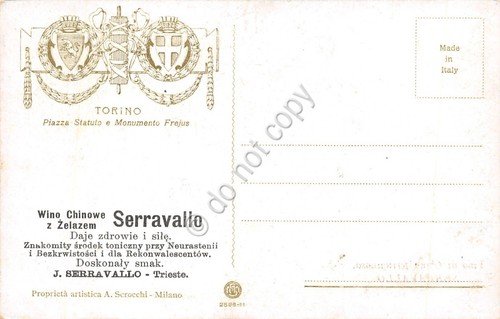 TORINO
Piazza Statuto e Monumento Frejus
Made
in
Italy
do not copy
Wino Chinowe
z Żelazem
Serravallo
Daje zdrowie i siłę.
Znakomity środek toniczny przy Neurastenii
i Bezkrwistości i dla Rekonwalescentów.
Doskonały smak.
J. SERRAVALLO - Trieste.
Proprietà artistica A. Scrocchi - Milano